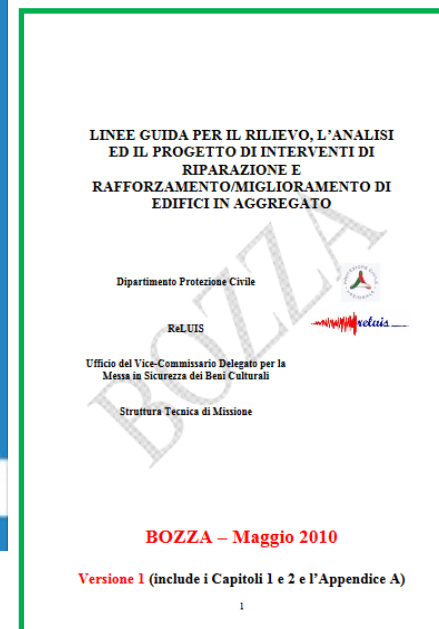 LINEE GUIDA PER IL RILIEVO, L'ANALISI
ED IL PROGETTO DI INTERVENTI DI
RIPARAZIONE E
RAFFORZAMENTO/MIGLIORAMENTO DI
EDIFICI IN AGGREGATO
BOZZA
Dipartimento Protezione Civile
ReLUIS
reluis
Ufficio del Vice-Commissario Delegato per la
Messa in Sicurezza dei Beni Culturali
Struttura Tecnica di Missione
BOZZA – Maggio 2010
Versione 1 (include i Capitoli 1 e 2 e l'Appendice A)
1